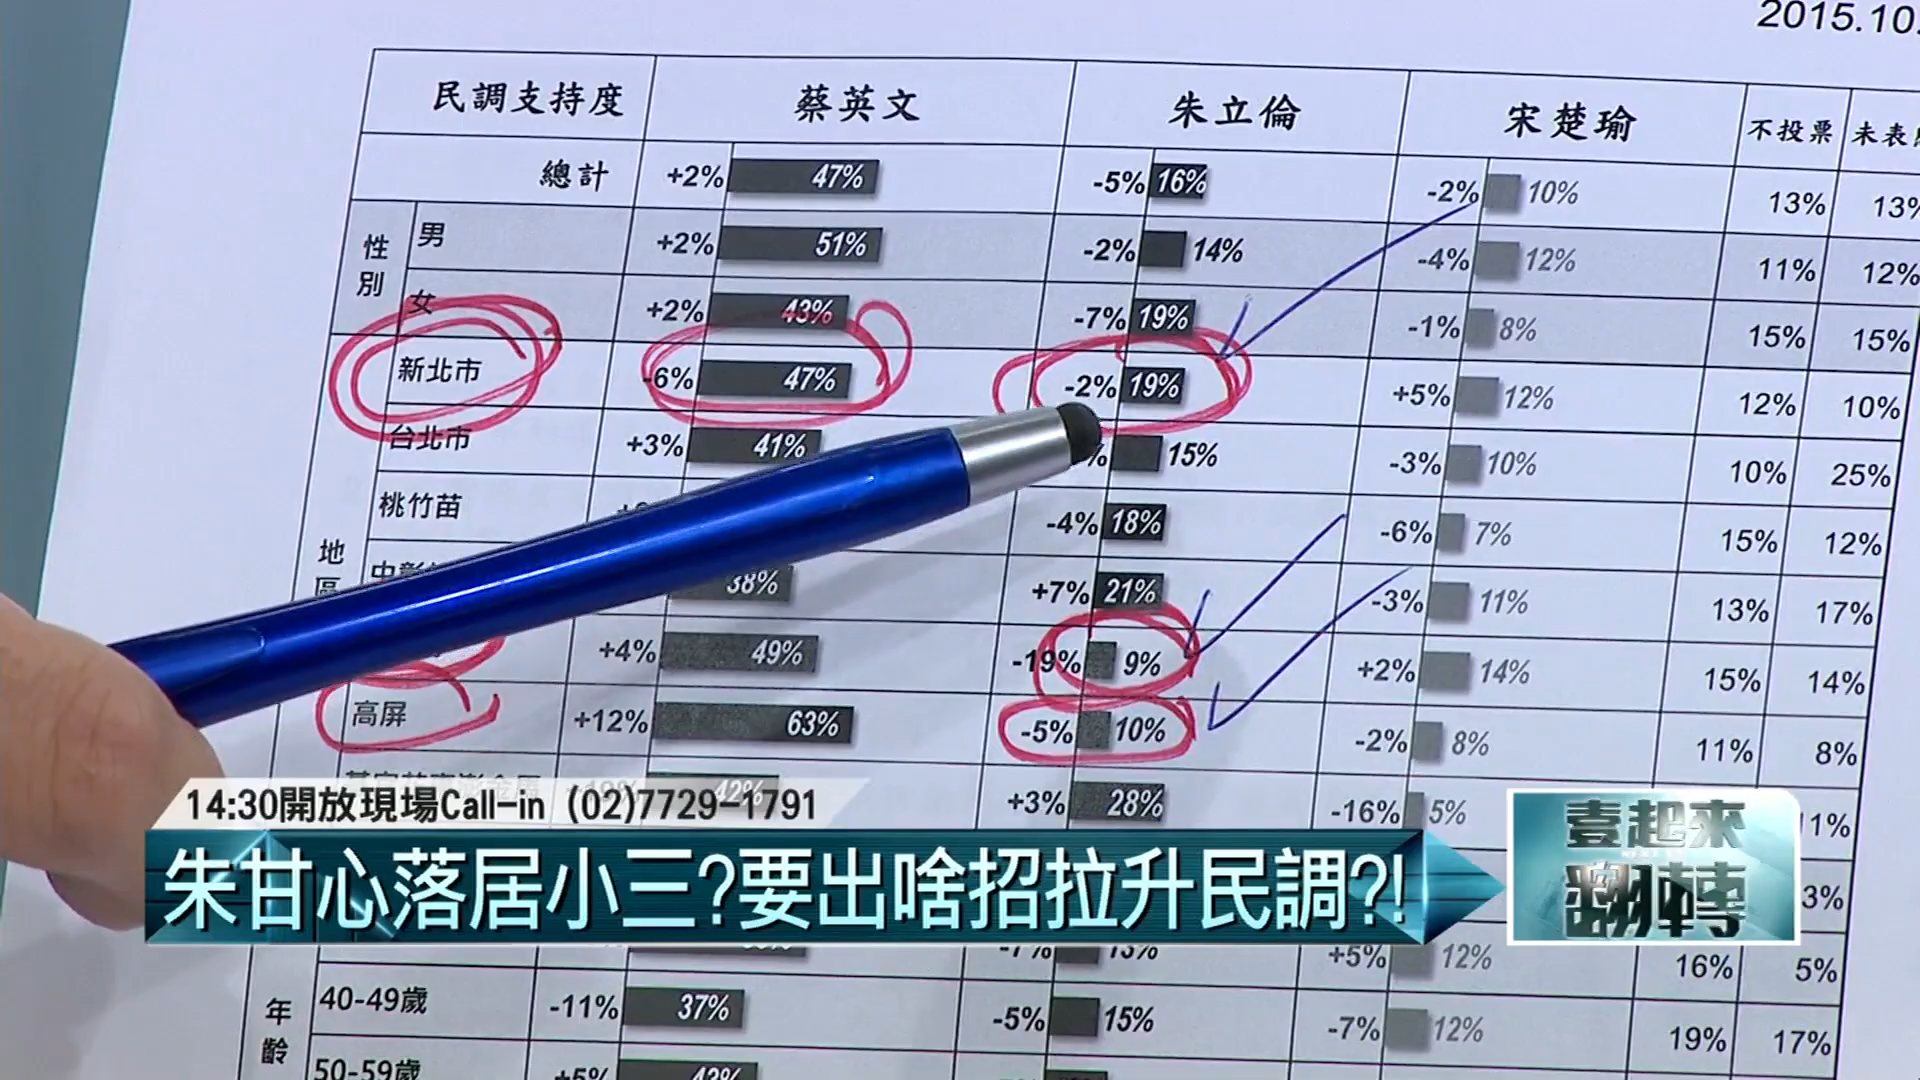 2015.10
民調支持度 蔡英文 朱立倫 宋楚瑜 不投票 未表
總計 +2% 47% -5% 16% -2% 10% 13% 13%
性別
男 +2% 51% -2% 14% -4% 12% 11% 12%
女 +2% 43% -7% 19% -1% 8% 15% 15%
地區
新北市 -6% 47% -2% 19% +5% 12% 12% 10%
台北市 +3% 41% % 15% -3% 10% 10% 25%
桃竹苗 -4% 18% -6% 7% 15% 12%
中彰 38% +7% 21% -3% 11% 13% 17%
+4% 49% -19% 9% +2% 14% 15% 14%
高屏 +12% 63% -5% 10% -2% 8% 11% 8%
42% +3% 28% -16% 5% 1%
3%
-7% 13% +5% 12% 16% 5%
年齡
40-49歲 -11% 37% -5% 15% -7% 12% 19% 17%
50-59歲 +5% 43%
14:30開放現場Call-in (02)7729-1791
朱甘心落居小三?要出啥招拉升民調?!
壹起來
翻轉